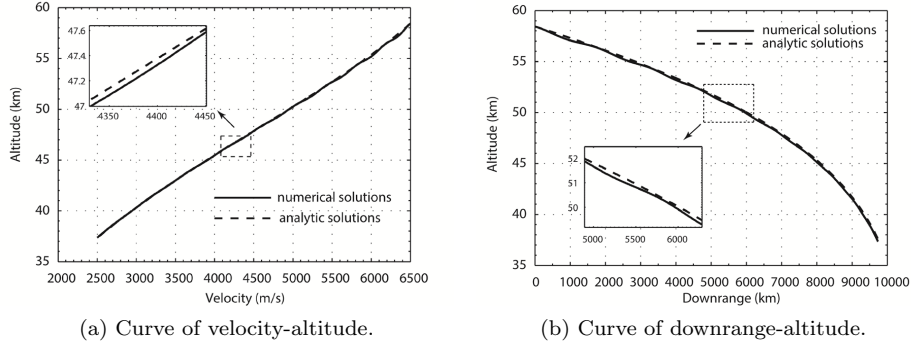 60
55
50
45
40
35
Altitude (km)
47.6
47.4
47.2
47
4350
4400
4450
numerical solutions
analytic solutions
2000 2500 3000 3500 4000 4500 5000 5500 6000 6500
Velocity (m/s)
(a) Curve of velocity-altitude.
60
55
50
45
40
35
Altitude (km)
numerical solutions
analytic solutions
52
51
50
5000
5500
6000
0 1000 2000 3000 4000 5000 6000 7000 8000 9000 10000
Downrange (km)
(b) Curve of downrange-altitude.